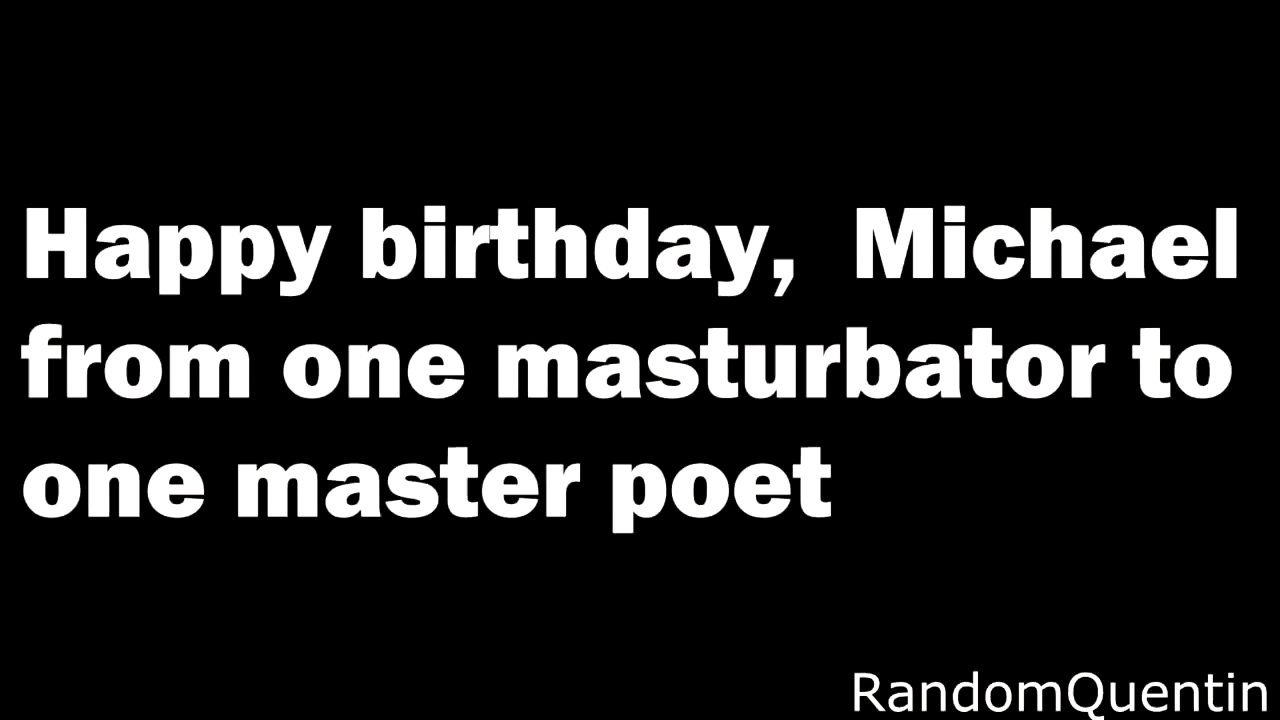 Happy birthday,  Michael
from one masturbator to
one master poet
RandomQuentin